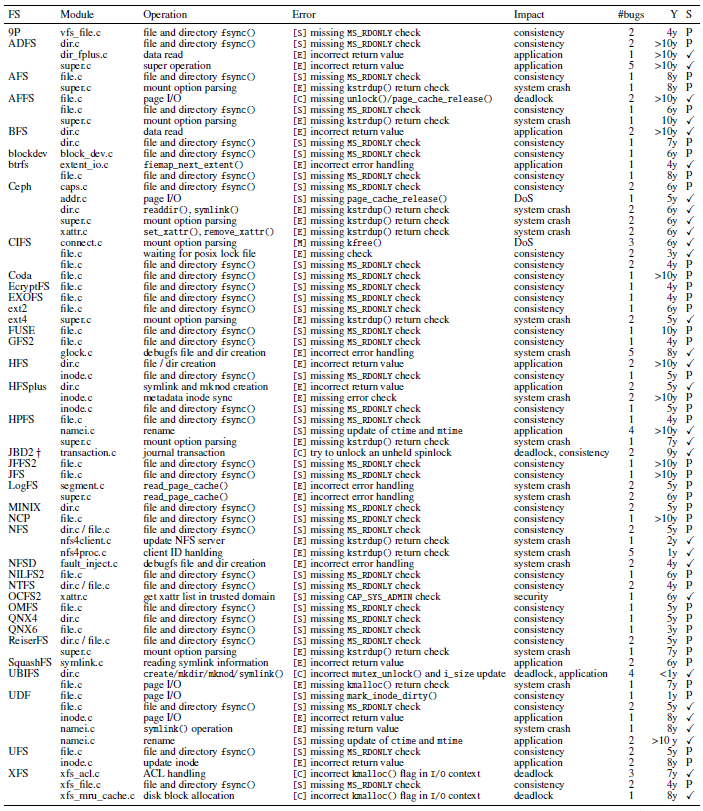 FS Module Operation Error Impact #bugs Y S
9P vfs_file.c file and directory fsync() [S] missing MS_RDONLY check consistency 2 4y P
ADFS dir.c file and directory fsync() [S] missing MS_RDONLY check consistency 2 >10y P
dir_fplus.c data read [E] incorrect return value application 1 >10y ✓
super.c super operation [E] incorrect return value application 5 >10y ✓
AFS file.c file and directory fsync() [S] missing MS_RDONLY check consistency 1 8y P
super.c mount option parsing [E] missing kstrdup() return check system crash 1 8y P
AFFS file.c page I/O [C] missing unlock()/page_cache_release() deadlock 2 >10y ✓
file.c file and directory fsync() [S] missing MS_RDONLY check consistency 1 6y P
super.c mount option parsing [E] missing kstrdup() return check system crash 1 10y ✓
BFS dir.c data read [E] incorrect return value application 2 >10y ✓
dir.c file and directory fsync() [S] missing MS_RDONLY check consistency 1 7y P
blockdev block_dev.c file and directory fsync() [S] missing MS_RDONLY check consistency 1 6y P
btrfs extent_io.c fiemap_next_extent() [E] incorrect error handling application 1 4y ✓
file.c file and directory fsync() [S] missing MS_RDONLY check consistency 1 8y P
Ceph caps.c file and directory fsync() [S] missing MS_RDONLY check consistency 2 6y P
addr.c page I/O [S] missing page_cache_release() DoS 1 5y ✓
dir.c readdir(), symlink() [E] missing kstrdup() return check system crash 2 6y ✓
super.c mount option parsing [E] missing kstrdup() return check system crash 2 6y ✓
xattr.c set_xattr(), remove_xattr() [E] missing kstrdup() return check system crash 2 6y ✓
CIFS connect.c mount option parsing [M] missing kfree() DoS 3 6y ✓
file.c waiting for posix lock file [E] missing check consistency 2 3y ✓
file.c file and directory fsync() [S] missing MS_RDONLY check consistency 2 4y P
Coda file.c file and directory fsync() [S] missing MS_RDONLY check consistency 1 >10y P
EcryptFS file.c file and directory fsync() [S] missing MS_RDONLY check consistency 1 4y P
EXOFS file.c file and directory fsync() [S] missing MS_RDONLY check consistency 1 4y P
ext2 file.c file and directory fsync() [S] missing MS_RDONLY check consistency 1 6y P
ext4 super.c mount option parsing [E] missing kstrdup() return check system crash 2 5y ✓
FUSE file.c file and directory fsync() [S] missing MS_RDONLY check consistency 1 10y P
GFS2 file.c file and directory fsync() [S] missing MS_RDONLY check consistency 1 4y P
glock.c debugfs file and dir creation [E] incorrect error handling system crash 5 8y ✓
HFS dir.c file / dir creation [E] incorrect return value application 2 >10y ✓
inode.c file and directory fsync() [S] missing MS_RDONLY check consistency 1 5y P
HFSplus dir.c symlink and mknod creation [E] incorrect return value application 2 5y ✓
inode.c metadata inode sync [E] missing error check system crash 2 >10y P
inode.c file and directory fsync() [S] missing MS_RDONLY check consistency 1 5y P
HPFS file.c file and directory fsync() [S] missing MS_RDONLY check consistency 1 4y P
namei.c rename [S] missing update of ctime and mtime application 4 >10y ✓
super.c mount option parsing [E] missing kstrdup() return check system crash 1 7y ✓
JBD2 † transaction.c journal transaction [C] try to unlock an unheld spinlock deadlock, consistency 2 9y ✓
JFFS2 file.c file and directory fsync() [S] missing MS_RDONLY check consistency 1 >10y P
JFS file.c file and directory fsync() [S] missing MS_RDONLY check consistency 1 >10y P
LogFS segment.c read_page_cache() [E] incorrect error handling system crash 2 5y P
super.c read_page_cache() [E] incorrect error handling system crash 2 6y P
MINIX dir.c file and directory fsync() [S] missing MS_RDONLY check consistency 2 5y P
NCP file.c file and directory fsync() [S] missing MS_RDONLY check consistency 1 >10y P
NFS dir.c / file.c file and directory fsync() [S] missing MS_RDONLY check consistency 2 5y P
nfs4client.c update NFS server [E] missing kstrdup() return check system crash 1 2y ✓
nfs4proc.c client ID hanlding [E] missing kstrdup() return check system crash 5 1y ✓
NFSD fault_inject.c debugfs file and dir creation [E] incorrect error handling system crash 2 4y ✓
NILFS2 file.c file and directory fsync() [S] missing MS_RDONLY check consistency 1 6y P
NTFS dir.c / file.c file and directory fsync() [S] missing MS_RDONLY check consistency 2 4y P
OCFS2 xattr.c get xattr list in trusted domain [S] missing CAP_SYS_ADMIN check security 1 6y ✓
OMFS file.c file and directory fsync() [S] missing MS_RDONLY check consistency 1 5y P
QNX4 dir.c file and directory fsync() [S] missing MS_RDONLY check consistency 1 5y P
QNX6 dir.c file and directory fsync() [S] missing MS_RDONLY check consistency 1 3y P
ReiserFS dir.c / file.c file and directory fsync() [S] missing MS_RDONLY check consistency 2 5y P
super.c mount option parsing [E] missing kstrdup() return check system crash 1 7y P
SquashFS symlink.c reading symlink information [E] incorrect return value application 2 6y P
UBIFS dir.c create/mkdir/mknod/symlink() [C] incorrect mutex_unlock() and i_size update deadlock, application 4 <1y ✓
file.c page I/O [E] missing kmalloc() return check system crash 1 7y P
UDF file.c page I/O [S] missing mark_inode_dirty() consistency 1 1y P
file.c file and directory fsync() [S] missing MS_RDONLY check consistency 2 5y ✓
inode.c page I/O [E] incorrect return value application 1 8y ✓
namei.c symlink() operation [E] missing return value system crash 1 8y ✓
namei.c rename [S] missing update of ctime and mtime application 2 >10 y ✓
UFS file.c file and directory fsync() [S] missing MS_RDONLY check consistency 2 5y P
inode.c update inode [E] incorrect return value application 2 8y P
XFS xfs_acl.c ACL handling [C] incorrect kmalloc() flag in I/O context deadlock 3 7y ✓
xfs_file.c file and directory fsync() [S] missing MS_RDONLY check consistency 2 4y P
xfs_mru_cache.c disk block allocation [C] incorrect kmalloc() flag in I/O context deadlock 1 8y ✓